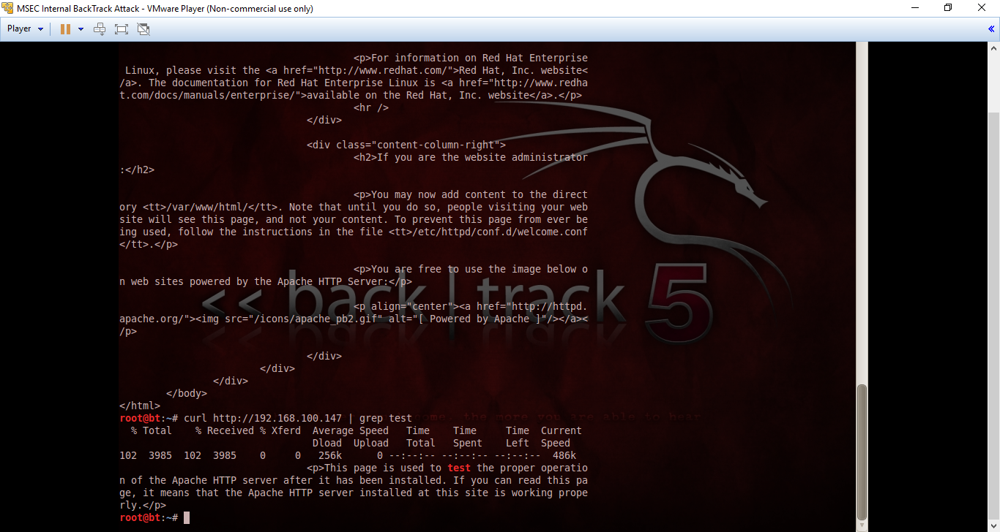 MSEC Internal BackTrack Attack - VMware Player (Non-commercial use only)
Player
<p>For information on Red Hat Enterprise
Linux, please visit the <a href="http://www.redhat.com/">Red Hat, Inc. website<
/a>. The documentation for Red Hat Enterprise Linux is <a href="http://www.redha
t.com/docs/manuals/enterprise/">available on the Red Hat, Inc. website</a>.</p>
<hr />
</div>
<div class="content-column-right">
<h2>If you are the website administrator
:</h2>
<p>You may now add content to the direct
ory <tt>/var/www/html/</tt>. Note that until you do so, people visiting your web
site will see this page, and not your content. To prevent this page from ever be
ing used, follow the instructions in the file <tt>/etc/httpd/conf.d/welcome.conf
</tt>.</p>
<p>You are free to use the image below o
n web sites powered by the Apache HTTP Server:</p>
<p align="center"><a href="http://httpd.
apache.org/"><img src="/icons/apache_pb2.gif" alt="[ Powered by Apache ]"/></a><
/p>
<< back | track 5
</div>
</div>
</div>
</body>
</html>
root@bt:~# curl http://192.168.100.147 | grep test
come, the more you are able to hear
% Total    % Received % Xferd  Average Speed   Time    Time     Time  Current
Dload  Upload   Total   Spent    Left  Speed
102  3985  102  3985    0     0   256k      0 --:--:-- --:--:-- --:--:--  486k
<p>This page is used to test the proper operatio
n of the Apache HTTP server after it has been installed. If you can read this pa
ge, it means that the Apache HTTP server installed at this site is working prope
rly.</p>
root@bt:~#